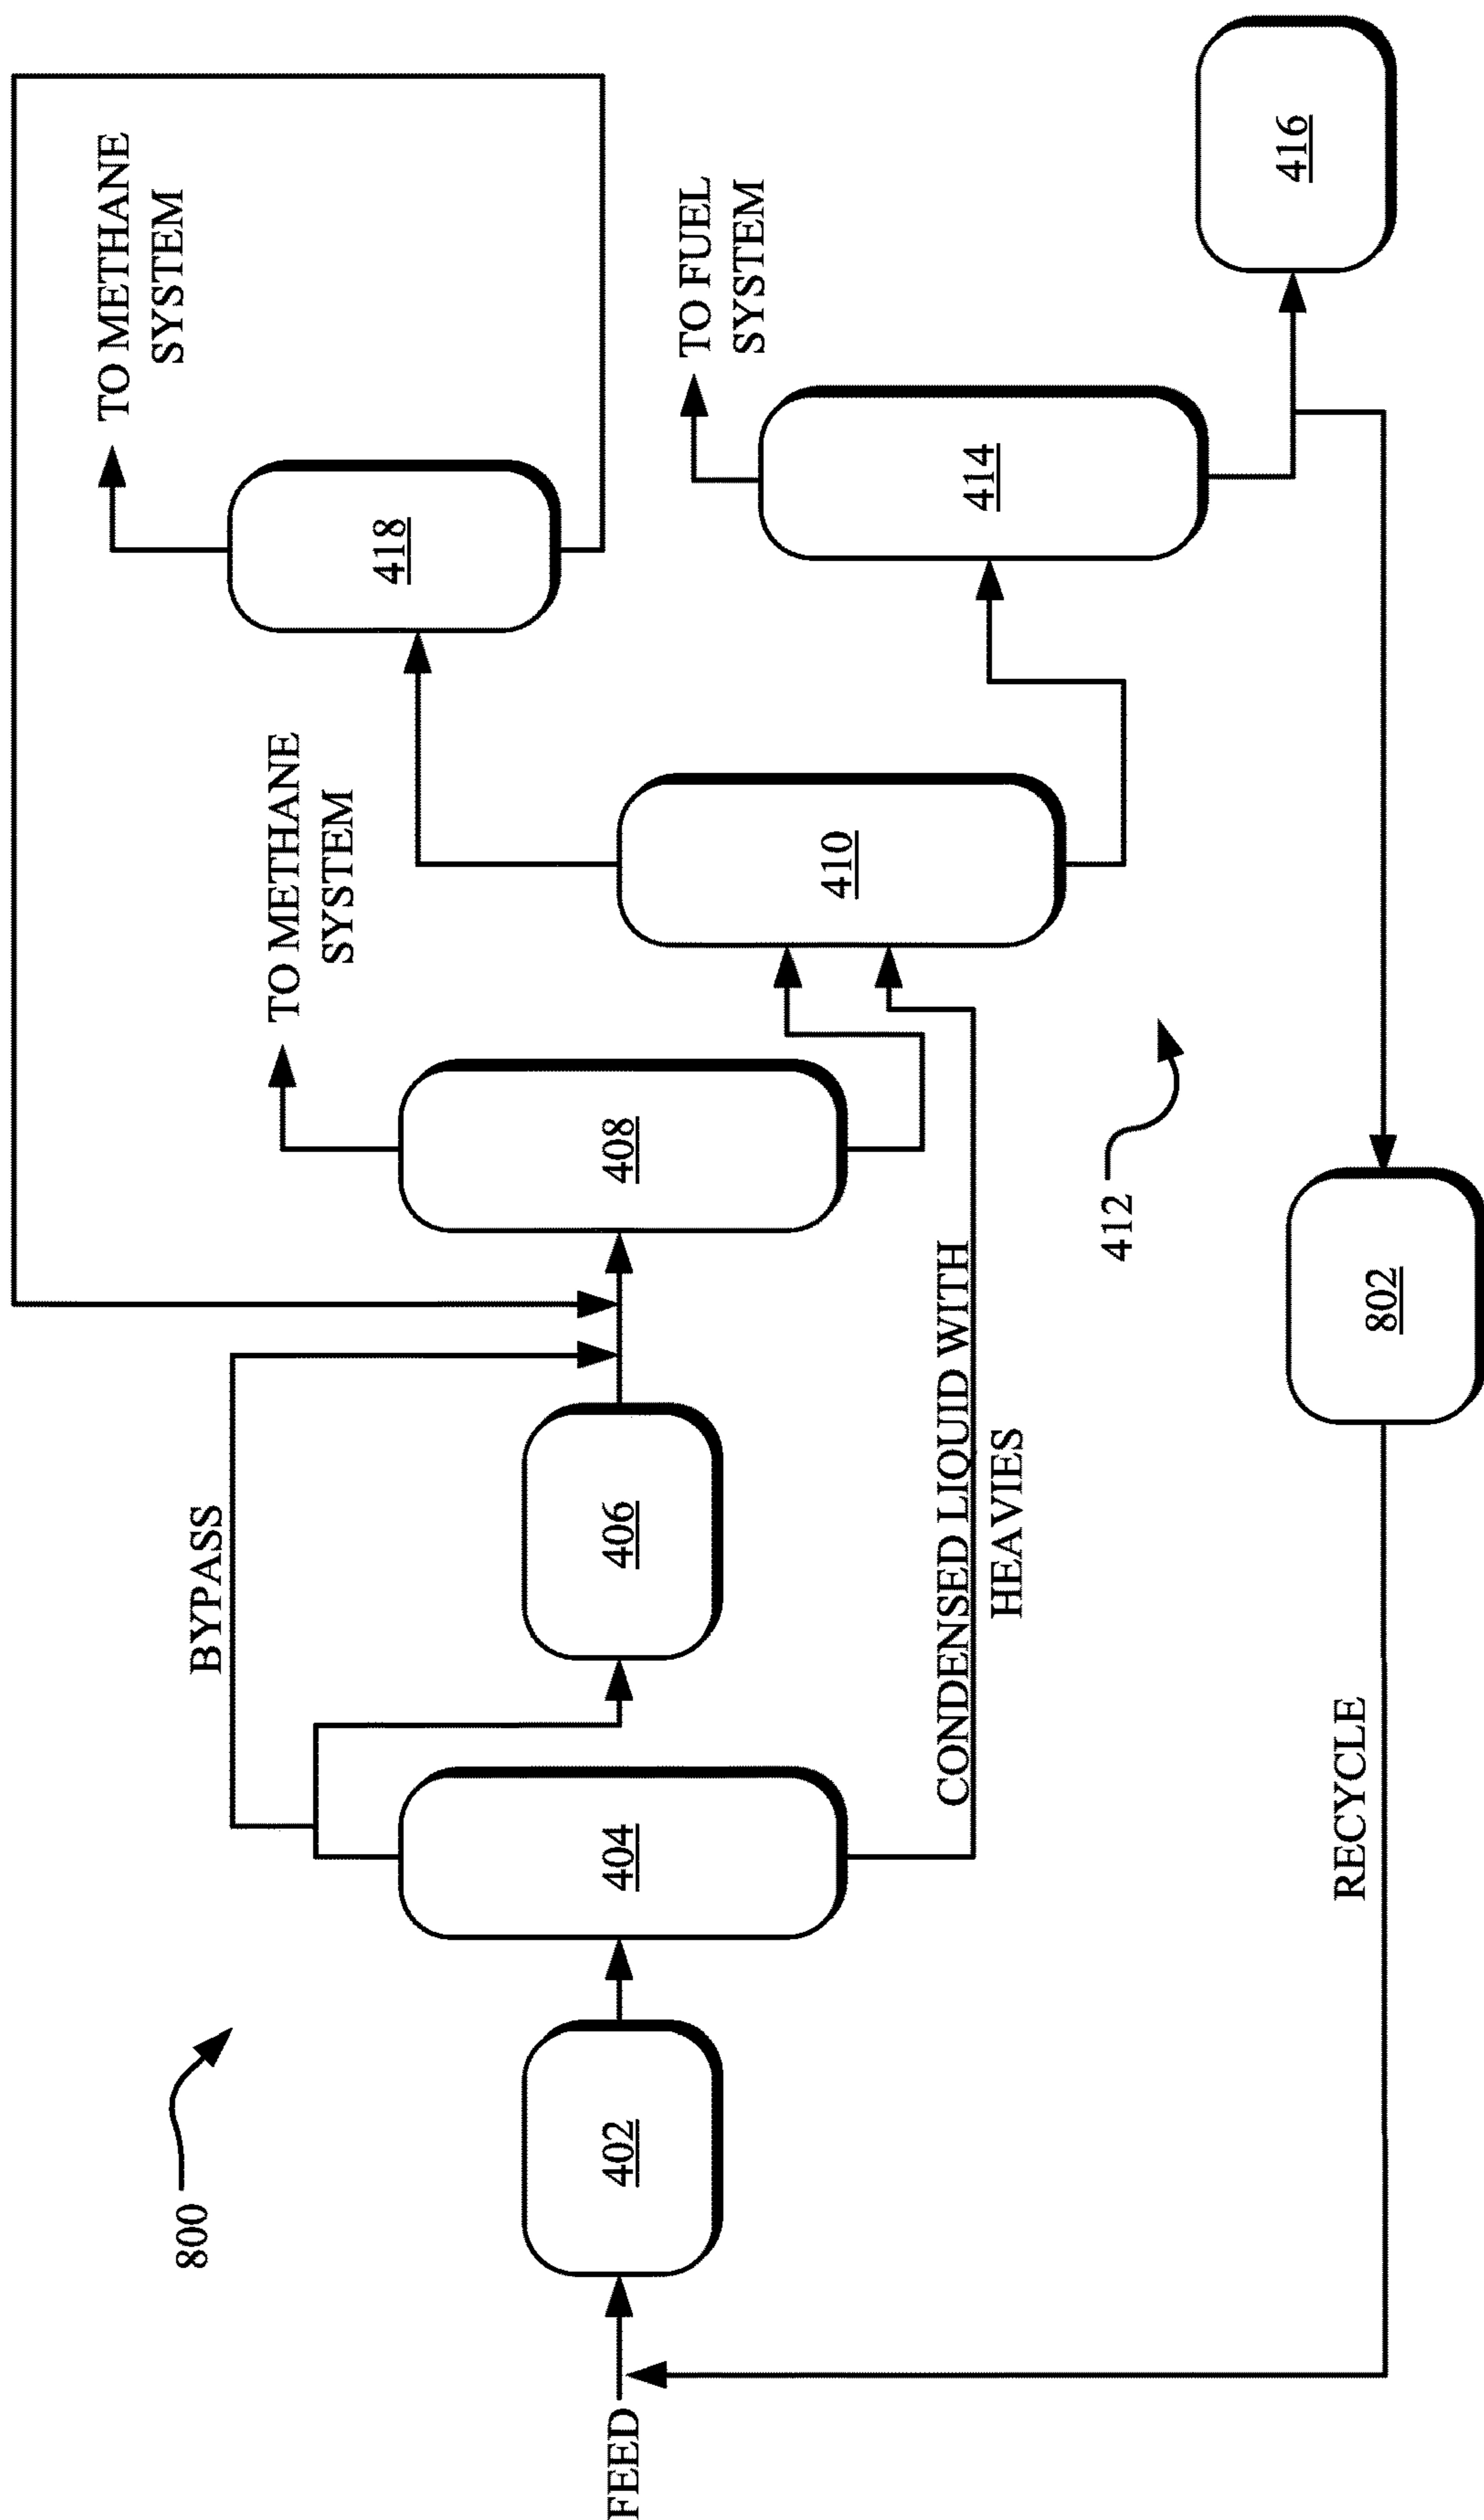 800
BYPASS
TO METHANE
SYSTEM
TO METHANE
SYSTEM
418
FEED
402
404
406
408
410
TO FUEL
SYSTEM
414
416
CONDENSED LIQUID WITH
HEAVIES
412
RECYCLE
802